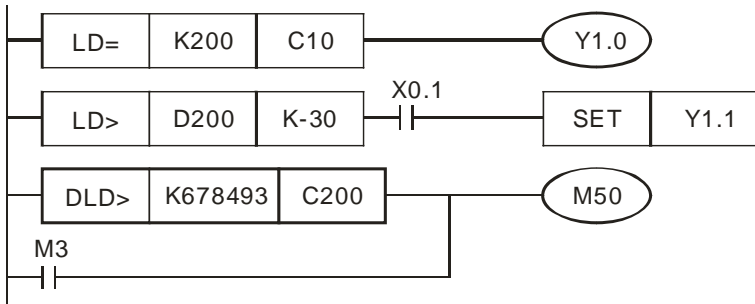 LD= K200 C10 Y1.0
X0.1
LD> D200 K-30 SET Y1.1
DLD> K678493 C200 M50
M3